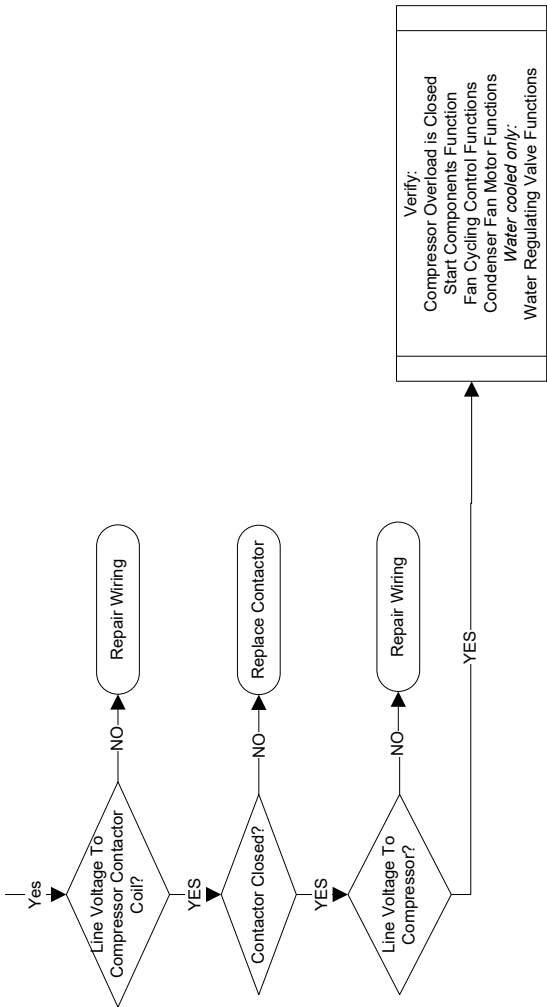 Yes
Line Voltage To
Compressor Contactor
Coil?
NO
Repair Wiring
YES
Contactor Closed?
NO
Replace Contactor
YES
Line Voltage To
Compressor?
NO
Repair Wiring
YES
Verify:
Compressor Overload is Closed
Start Components Function
Fan Cycling Control Functions
Condenser Fan Motor Functions
Water cooled only:
Water Regulating Valve Functions